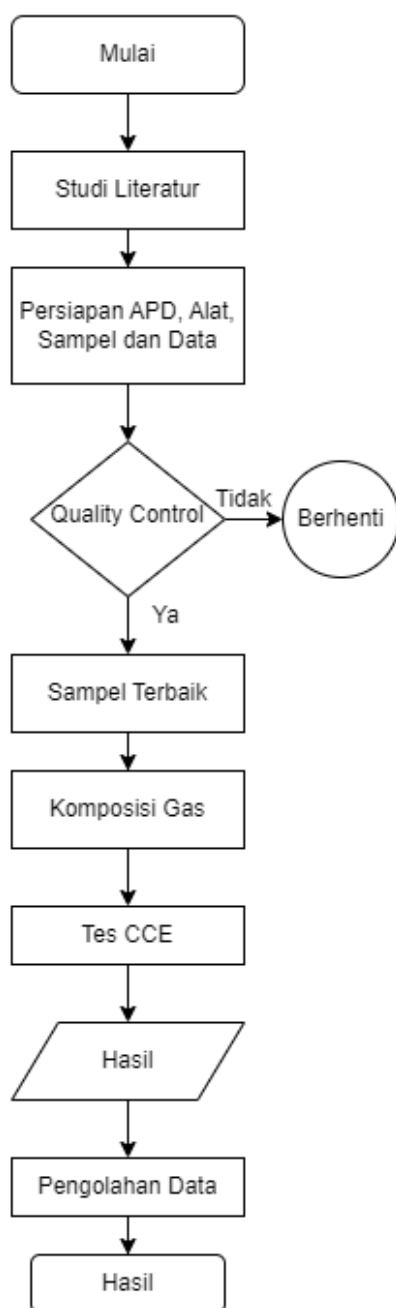 Mulai
Studi Literatur
Persiapan APD, Alat,
Sampel dan Data
Quality Control
Tidak
Berhenti
Ya
Sampel Terbaik
Komposisi Gas
Tes CCE
Hasil
Pengolahan Data
Hasil